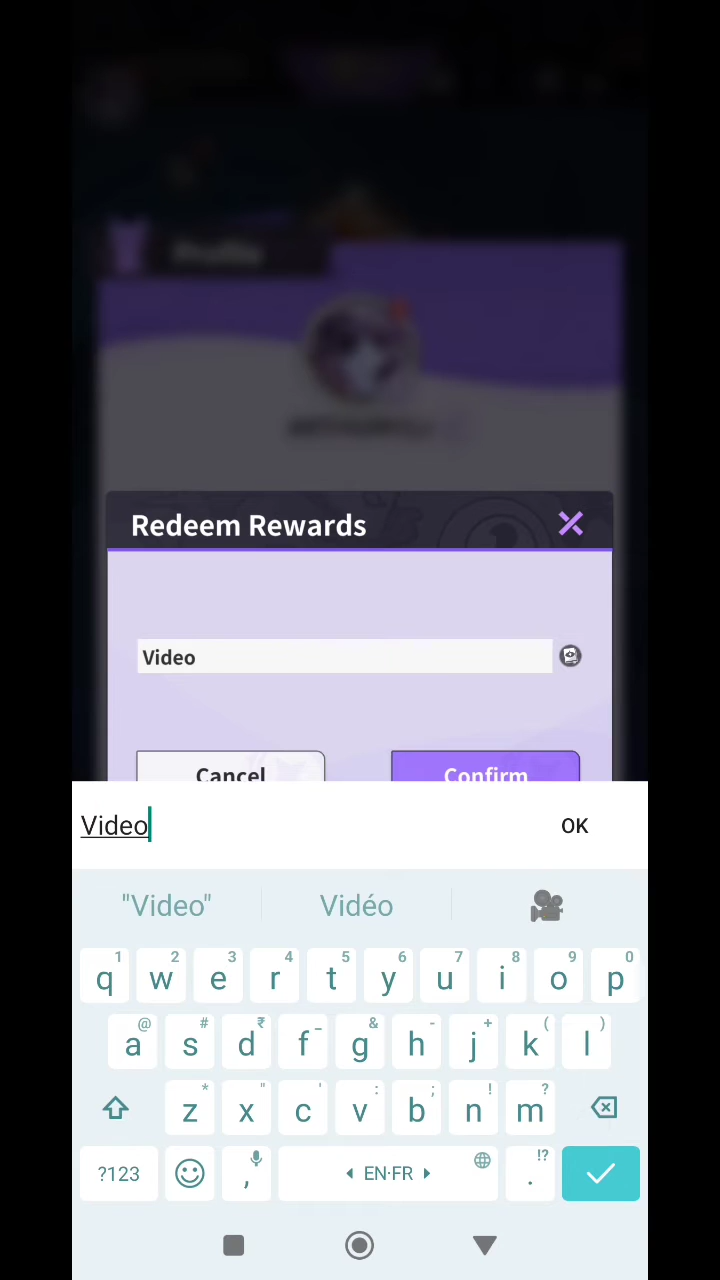 Profile
Redeem Rewards
Video
Cancel
Confirm
Video
OK
"Video"
Vidéo
1 2 3 4 5 6 7 8 9 0
q w e r t y u i o p
@ # ₹ _ & - + ( )
a s d f g h j k l
* " ' : ; ! ?
z x c v b n m
!?
?123 , EN·FR .